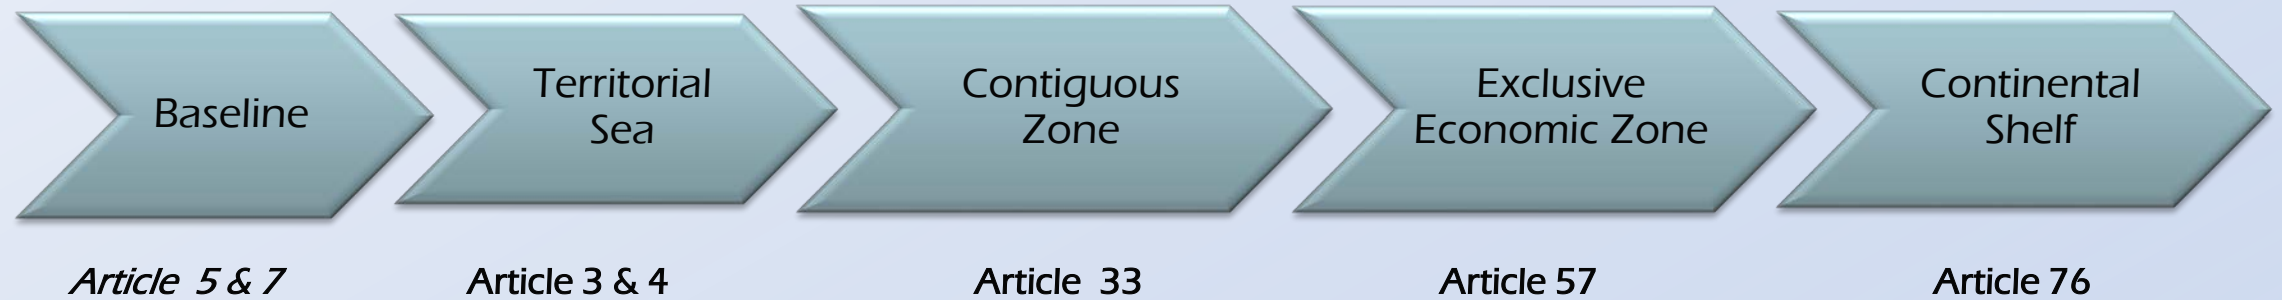 Baseline
Territorial
Sea
Contiguous
Zone
Exclusive
Economic Zone
Continental
Shelf
Article 5 & 7
Article 3 & 4
Article 33
Article 57
Article 76